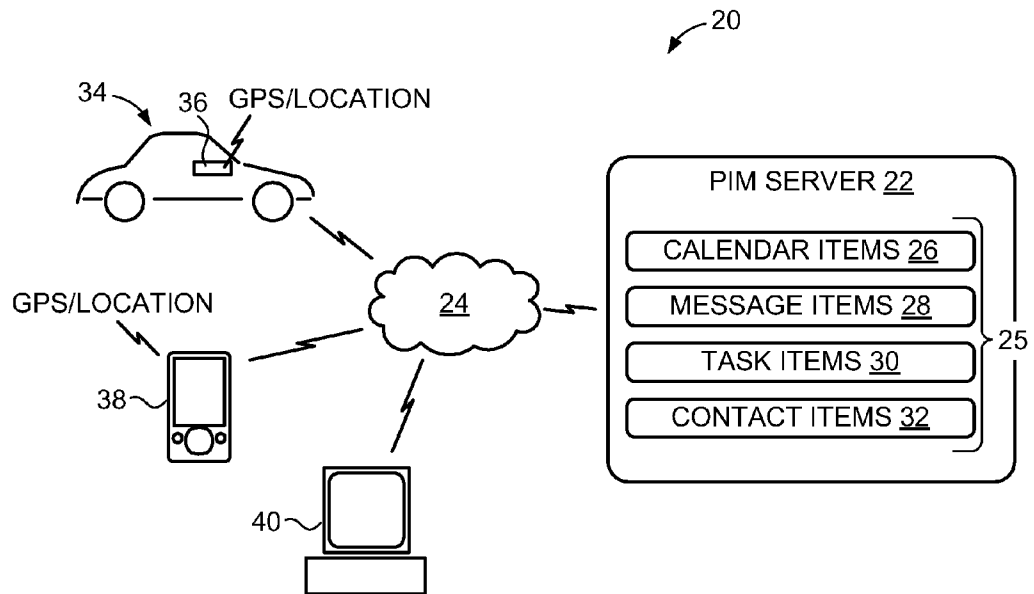 20
34
36
GPS/LOCATION
PIM SERVER 22
CALENDAR ITEMS 26
MESSAGE ITEMS 28
TASK ITEMS 30
CONTACT ITEMS 32
25
24
GPS/LOCATION
38
40